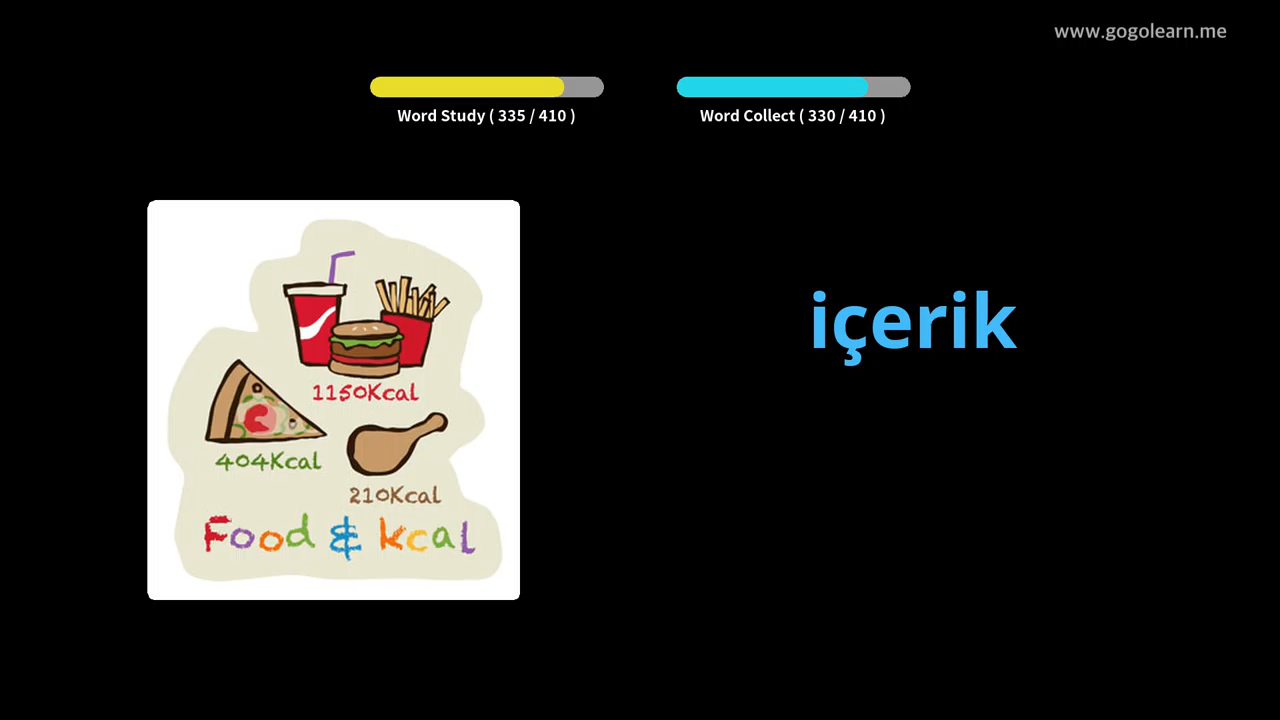 www.gogolearn.me
Word Study ( 335 / 410 )
Word Collect ( 330 / 410 )
içerik
1150Kcal
404Kcal
210Kcal
Food & kcal